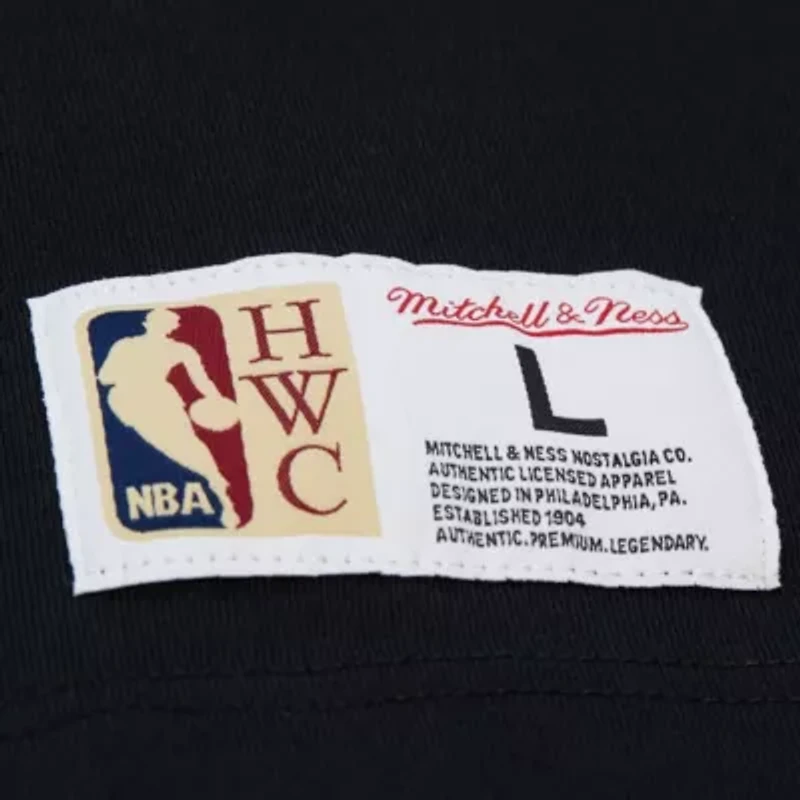 NBA
H
W
C
Mitchell & Ness
L
MITCHELL & NESS NOSTALGIA CO.
AUTHENTIC LICENSED APPAREL
DESIGNED IN PHILADELPHIA, PA.
ESTABLISHED 1904
AUTHENTIC.PREMIUM.LEGENDARY.